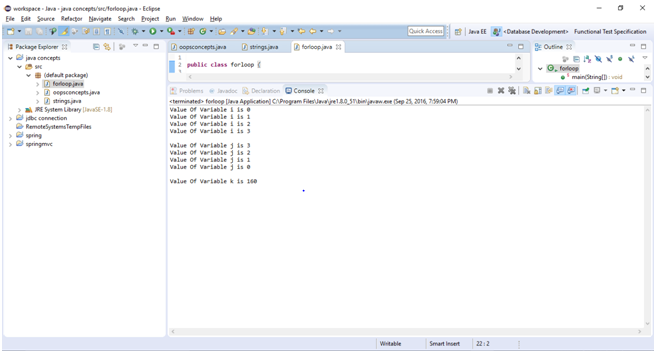 workspace - Java - java concepts/src/forloop.java - Eclipse
File Edit Source Refactor Navigate Search Project Run Window Help
Quick Access
Java EE
<Database Development>
Functional Test Specification
Package Explorer
java concepts
src
(default package)
forloop.java
oopsconcepts.java
strings.java
JRE System Library [JavaSE-1.8]
jdbc connection
RemoteSystemsTempFiles
spring
springmvc
oopsconcepts.java
strings.java
forloop.java
1
2 public class forloop {
3
Outline
forloop
main(String[]) : void
Problems
Javadoc
Declaration
Console
<terminated> forloop [Java Application] C:\Program Files\Java\jre1.8.0_51\bin\javaw.exe (Sep 25, 2016, 7:59:04 PM)
Value Of Variable i is 0
Value Of Variable i is 1
Value Of Variable i is 2
Value Of Variable i is 3
Value Of Variable j is 3
Value Of Variable j is 2
Value Of Variable j is 1
Value Of Variable j is 0
Value Of Variable k is 160
Writable
Smart Insert
22 : 2